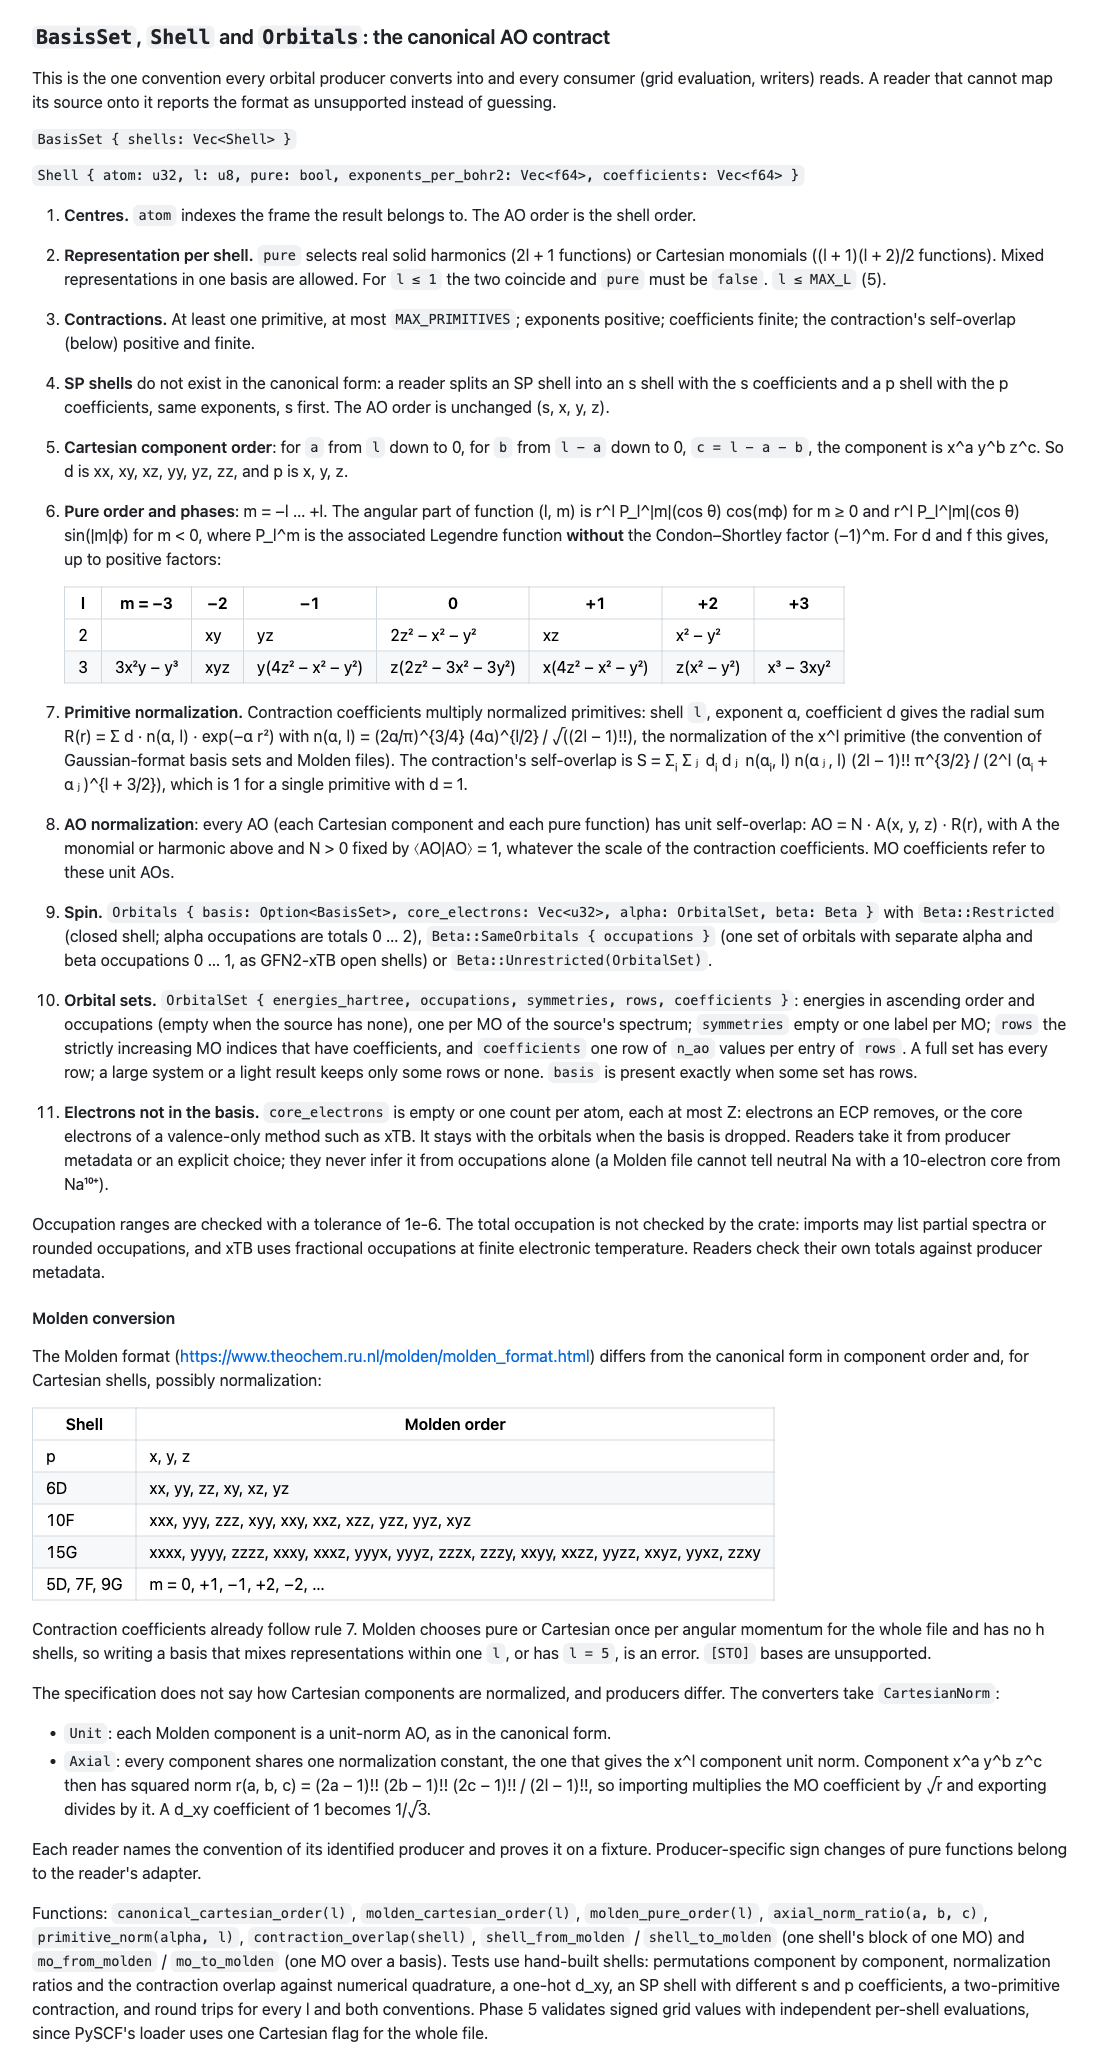 BasisSet, Shell and Orbitals: the canonical AO contract
This is the one convention every orbital producer converts into and every consumer (grid evaluation, writers) reads. A reader that cannot map
its source onto it reports the format as unsupported instead of guessing.
BasisSet { shells: Vec<Shell> }
Shell { atom: u32, l: u8, pure: bool, exponents_per_bohr2: Vec<f64>, coefficients: Vec<f64> }
1. Centres. atom indexes the frame the result belongs to. The AO order is the shell order.
2. Representation per shell. pure selects real solid harmonics (2l + 1 functions) or Cartesian monomials ((l + 1)(l + 2)/2 functions). Mixed
representations in one basis are allowed. For l ≤ 1 the two coincide and pure must be false. l ≤ MAX_L (5).
3. Contractions. At least one primitive, at most MAX_PRIMITIVES; exponents positive; coefficients finite; the contraction's self-overlap
(below) positive and finite.
4. SP shells do not exist in the canonical form: a reader splits an SP shell into an s shell with the s coefficients and a p shell with the p
coefficients, same exponents, s first. The AO order is unchanged (s, x, y, z).
5. Cartesian component order: for a from l down to 0, for b from l − a down to 0, c = l − a − b, the component is x^a y^b z^c. So
d is xx, xy, xz, yy, yz, zz, and p is x, y, z.
6. Pure order and phases: m = −l … +l. The angular part of function (l, m) is r^l P_l^|m|(cos θ) cos(mφ) for m ≥ 0 and r^l P_l^|m|(cos θ)
sin(|m|φ) for m < 0, where P_l^m is the associated Legendre function without the Condon–Shortley factor (−1)^m. For d and f this gives,
up to positive factors:
l m = −3 −2 −1 0 +1 +2 +3
2 xy yz 2z² − x² − y² xz x² − y²
3 3x²y − y³ xyz y(4z² − x² − y²) z(2z² − 3x² − 3y²) x(4z² − x² − y²) z(x² − y²) x³ − 3xy²
7. Primitive normalization. Contraction coefficients multiply normalized primitives: shell l, exponent α, coefficient d gives the radial sum
R(r) = Σ d · n(α, l) · exp(−α r²) with n(α, l) = (2α/π)^{3/4} (4α)^{l/2} / √((2l − 1)!!), the normalization of the x^l primitive (the convention of
Gaussian-format basis sets and Molden files). The contraction's self-overlap is S = Σᵢ Σⱼ dᵢ dⱼ n(αᵢ, l) n(αⱼ, l) (2l − 1)!! π^{3/2} / (2^l (αᵢ +
αⱼ)^{l + 3/2}), which is 1 for a single primitive with d = 1.
8. AO normalization: every AO (each Cartesian component and each pure function) has unit self-overlap: AO = N · A(x, y, z) · R(r), with A the
monomial or harmonic above and N > 0 fixed by ⟨AO|AO⟩ = 1, whatever the scale of the contraction coefficients. MO coefficients refer to
these unit AOs.
9. Spin. Orbitals { basis: Option<BasisSet>, core_electrons: Vec<u32>, alpha: OrbitalSet, beta: Beta } with Beta::Restricted
(closed shell; alpha occupations are totals 0 … 2), Beta::SameOrbitals { occupations } (one set of orbitals with separate alpha and
beta occupations 0 … 1, as GFN2-xTB open shells) or Beta::Unrestricted(OrbitalSet).
10. Orbital sets. OrbitalSet { energies_hartree, occupations, symmetries, rows, coefficients }: energies in ascending order and
occupations (empty when the source has none), one per MO of the source's spectrum; symmetries empty or one label per MO; rows the
strictly increasing MO indices that have coefficients, and coefficients one row of n_ao values per entry of rows. A full set has every
row; a large system or a light result keeps only some rows or none. basis is present exactly when some set has rows.
11. Electrons not in the basis. core_electrons is empty or one count per atom, each at most Z: electrons an ECP removes, or the core
electrons of a valence-only method such as xTB. It stays with the orbitals when the basis is dropped. Readers take it from producer
metadata or an explicit choice; they never infer it from occupations alone (a Molden file cannot tell neutral Na with a 10-electron core from
Na¹⁰⁺).
Occupation ranges are checked with a tolerance of 1e-6. The total occupation is not checked by the crate: imports may list partial spectra or
rounded occupations, and xTB uses fractional occupations at finite electronic temperature. Readers check their own totals against producer
metadata.
Molden conversion
The Molden format (https://www.theochem.ru.nl/molden/molden_format.html) differs from the canonical form in component order and, for
Cartesian shells, possibly normalization:
Shell Molden order
p x, y, z
6D xx, yy, zz, xy, xz, yz
10F xxx, yyy, zzz, xyy, xxy, xxz, xzz, yzz, yyz, xyz
15G xxxx, yyyy, zzzz, xxxy, xxxz, yyyx, yyyz, zzzx, zzzy, xxyy, xxzz, yyzz, xxyz, yyxz, zzxy
5D, 7F, 9G m = 0, +1, −1, +2, −2, …
Contraction coefficients already follow rule 7. Molden chooses pure or Cartesian once per angular momentum for the whole file and has no h
shells, so writing a basis that mixes representations within one l, or has l = 5, is an error. [STO] bases are unsupported.
The specification does not say how Cartesian components are normalized, and producers differ. The converters take CartesianNorm:
• Unit: each Molden component is a unit-norm AO, as in the canonical form.
• Axial: every component shares one normalization constant, the one that gives the x^l component unit norm. Component x^a y^b z^c
then has squared norm r(a, b, c) = (2a − 1)!! (2b − 1)!! (2c − 1)!! / (2l − 1)!!, so importing multiplies the MO coefficient by √r and exporting
divides by it. A d_xy coefficient of 1 becomes 1/√3.
Each reader names the convention of its identified producer and proves it on a fixture. Producer-specific sign changes of pure functions belong
to the reader's adapter.
Functions: canonical_cartesian_order(l), molden_cartesian_order(l), molden_pure_order(l), axial_norm_ratio(a, b, c),
primitive_norm(alpha, l), contraction_overlap(shell), shell_from_molden / shell_to_molden (one shell's block of one MO) and
mo_from_molden / mo_to_molden (one MO over a basis). Tests use hand-built shells: permutations component by component, normalization
ratios and the contraction overlap against numerical quadrature, a one-hot d_xy, an SP shell with different s and p coefficients, a two-primitive
contraction, and round trips for every l and both conventions. Phase 5 validates signed grid values with independent per-shell evaluations,
since PySCF's loader uses one Cartesian flag for the whole file.